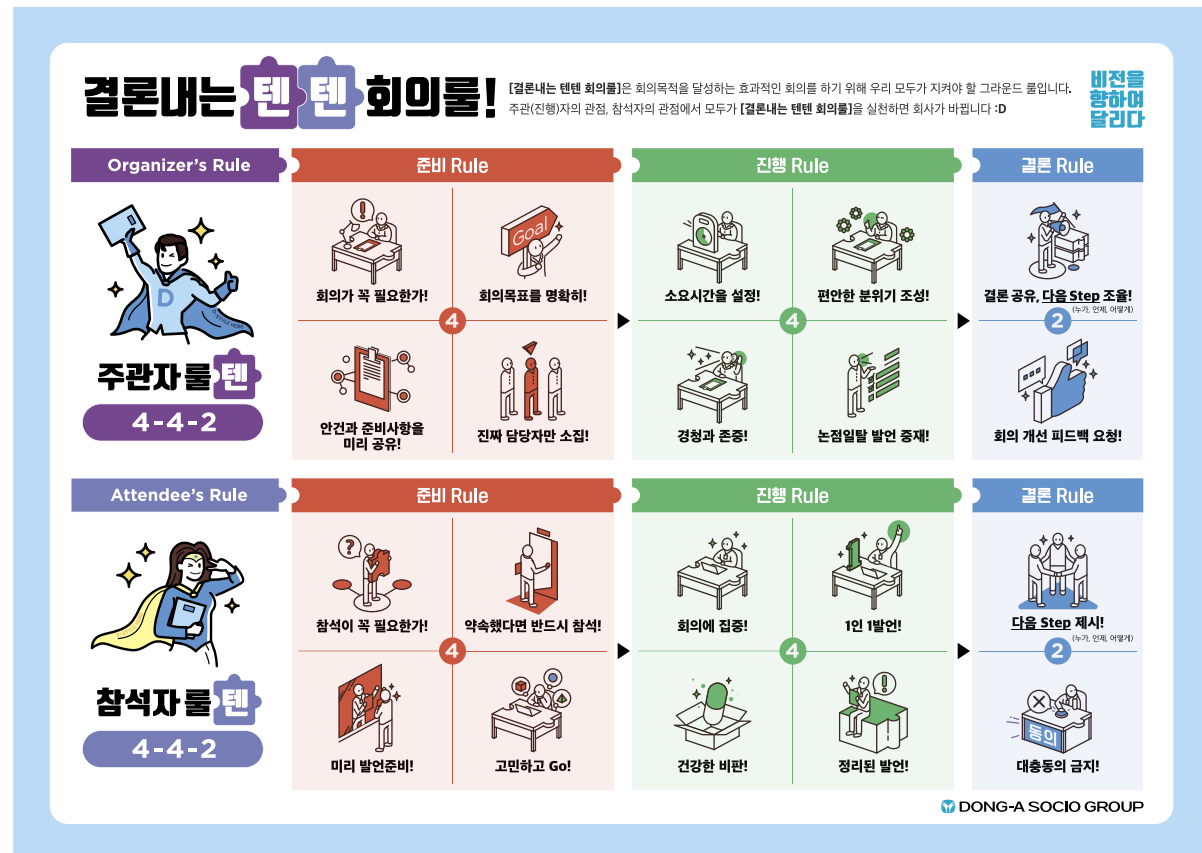 결론내는 텐 텐 회의룰!
[결론내는 텐텐 회의룰]은 회의목적을 달성하는 효과적인 회의를 하기 위해 우리 모두가 지켜야 할 그라운드 룰입니다.
주관(진행)자의 관점, 참석자의 관점에서 모두가 [결론내는 텐텐 회의룰]을 실천하면 회사가 바뀝니다 :D
비전을
향하여
달리다
Organizer's Rule
준비 Rule
진행 Rule
결론 Rule
D
D-STYLE HERO
주관자 룰 텐
4-4-2
!
Goal
회의가 꼭 필요한가!
회의목표를 명확히!
4
안건과 준비사항을
미리 공유!
진짜 담당자만 소집!
소요시간을 설정!
편안한 분위기 조성!
4
경청과 존중!
논점일탈 발언 중재!
결론 공유, 다음 Step 조율!
(누가, 언제, 어떻게)
2
회의 개선 피드백 요청!
Attendee's Rule
준비 Rule
진행 Rule
결론 Rule
참석자 룰 텐
4-4-2
?
참석이 꼭 필요한가!
약속했다면 반드시 참석!
4
미리 발언준비!
고민하고 Go!
회의에 집중!
1
1인 1발언!
4
건강한 비판!
!
정리된 발언!
다음 Step 제시!
(누가, 언제, 어떻게)
2
동의
대충동의 금지!
DONG-A SOCIO GROUP